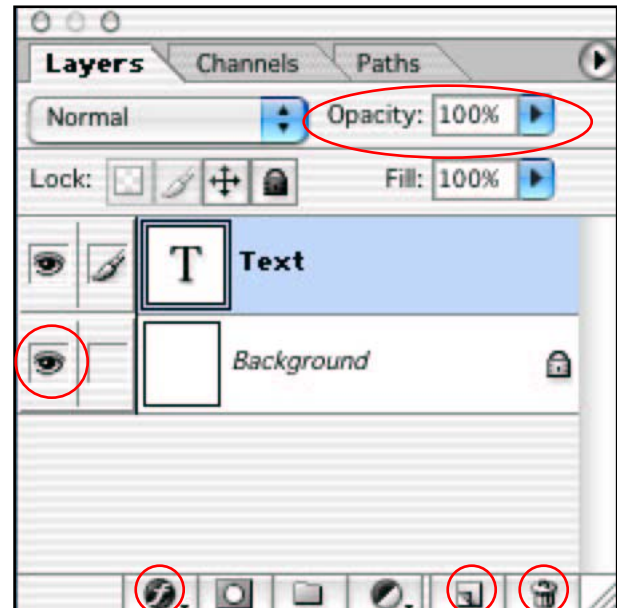 Layers Channels Paths
Normal Opacity: 100%
Lock: Fill: 100%
T Text
Background